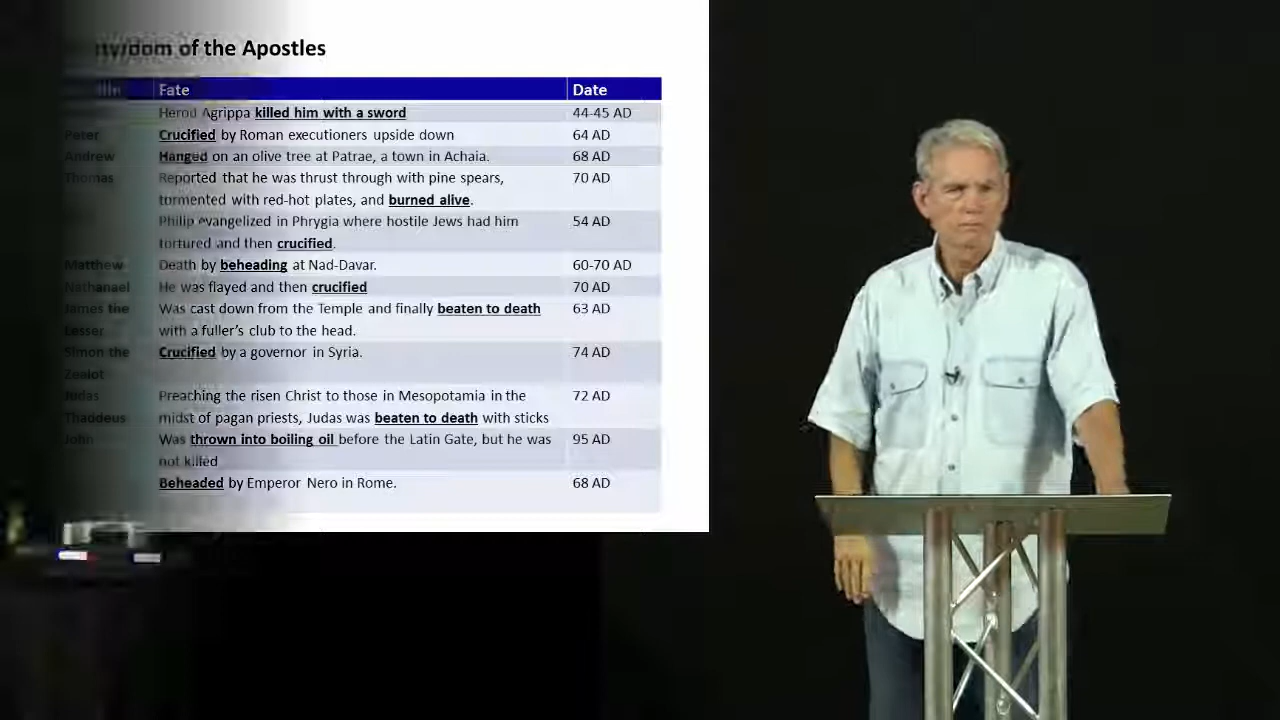 of the Apostles
Fate Date
Herod Agrippa killed him with a sword 44-45 AD
Peter Crucified by Roman executioners upside down 64 AD
Andrew Hanged on an olive tree at Patrae, a town in Achaia. 68 AD
Thomas Reported that he was thrust through with pine spears, 70 AD
tormented with red-hot plates, and burned alive.
Philip evangelized in Phrygia where hostile Jews had him 54 AD
tortured and then crucified.
Matthew Death by beheading at Nad-Davar. 60-70 AD
Nathanael He was flayed and then crucified 70 AD
James the Was cast down from the Temple and finally beaten to death 63 AD
Lesser with a fuller's club to the head.
Simon the Crucified by a governor in Syria. 74 AD
Zealot
Judas Preaching the risen Christ to those in Mesopotamia in the 72 AD
Thaddeus midst of pagan priests, Judas was beaten to death with sticks
John Was thrown into boiling oil before the Latin Gate, but he was 95 AD
not killed
Beheaded by Emperor Nero in Rome. 68 AD